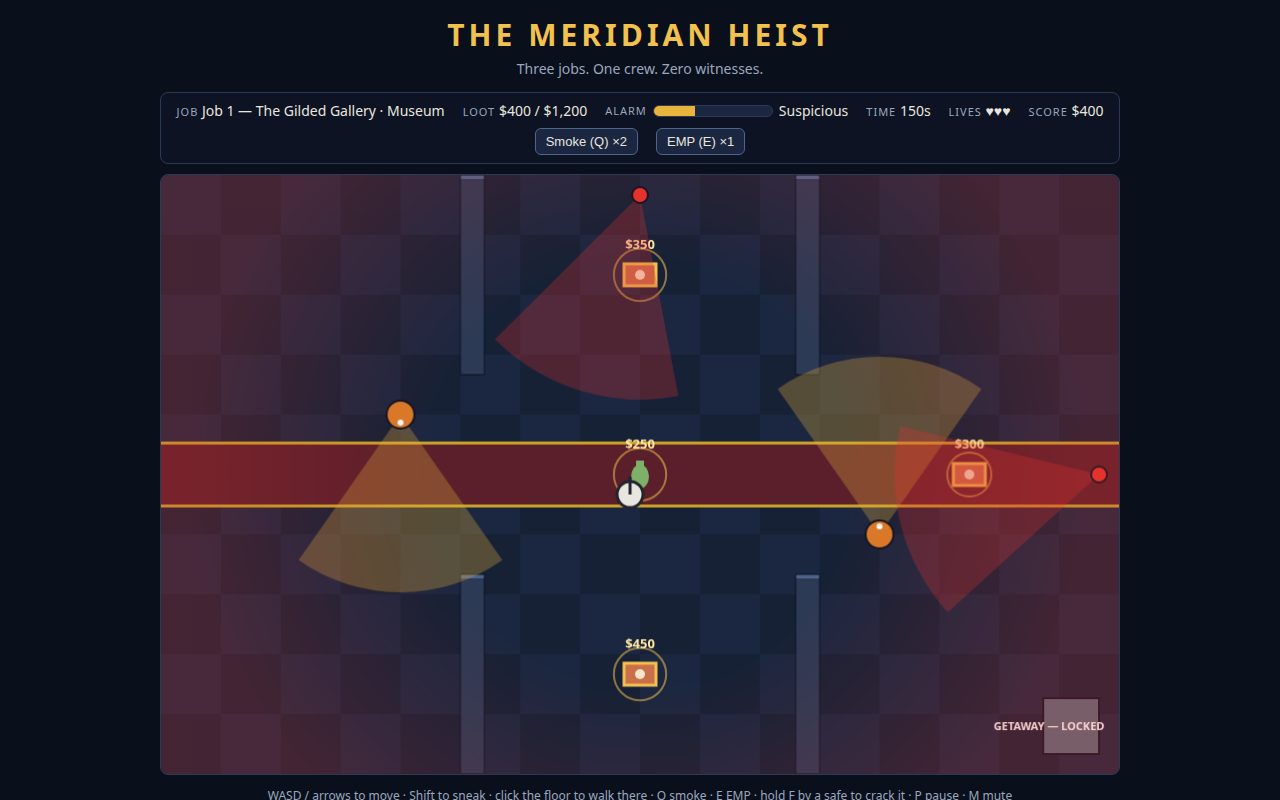 THE MERIDIAN HEIST
Three jobs. One crew. Zero witnesses.
JOB Job 1 — The Gilded Gallery · Museum LOOT $400 / $1,200 ALARM Suspicious TIME 150s LIVES ♥♥♥ SCORE $400
Smoke (Q) ×2 EMP (E) ×1
$350
$250 $300
$450
GETAWAY — LOCKED
WASD / arrows to move · Shift to sneak · click the floor to walk there · Q smoke · E EMP · hold F by a safe to crack it · P pause · M mute